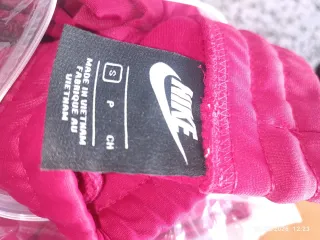 NIKE
S P CH
MADE IN VIETNAM
FABRIQUE AU
VIETNAM